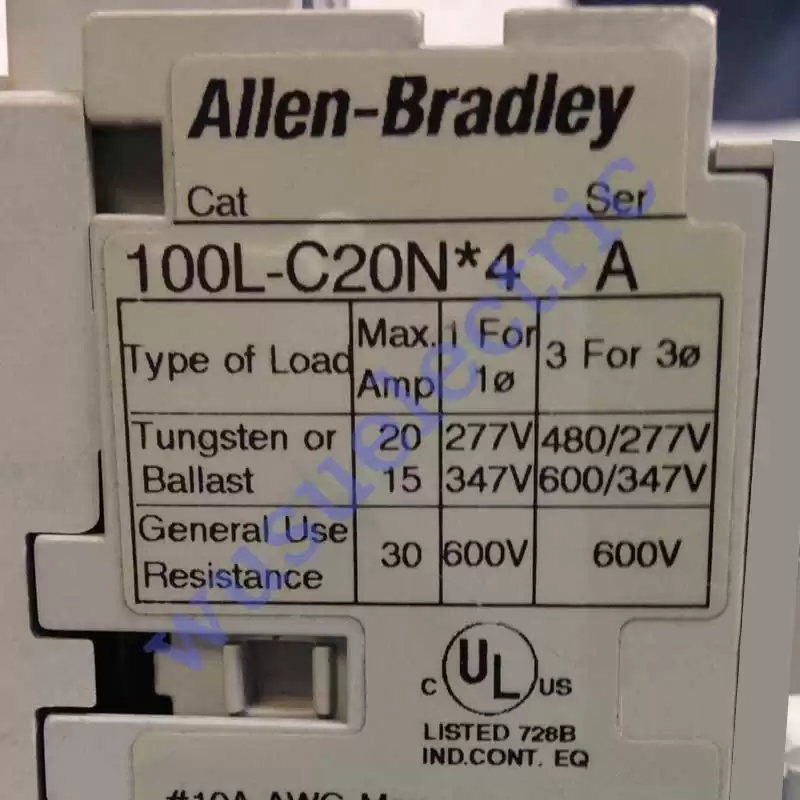 Allen-Bradley
Cat Ser
100L-C20N*4 A
Type of Load Max. Amp 1 For 1ø 3 For 3ø
Tungsten or Ballast 20 277V 480/277V
15 347V 600/347V
General Use Resistance 30 600V 600V
C UL US
LISTED 728B
IND.CONT. EQ
wusuelectric